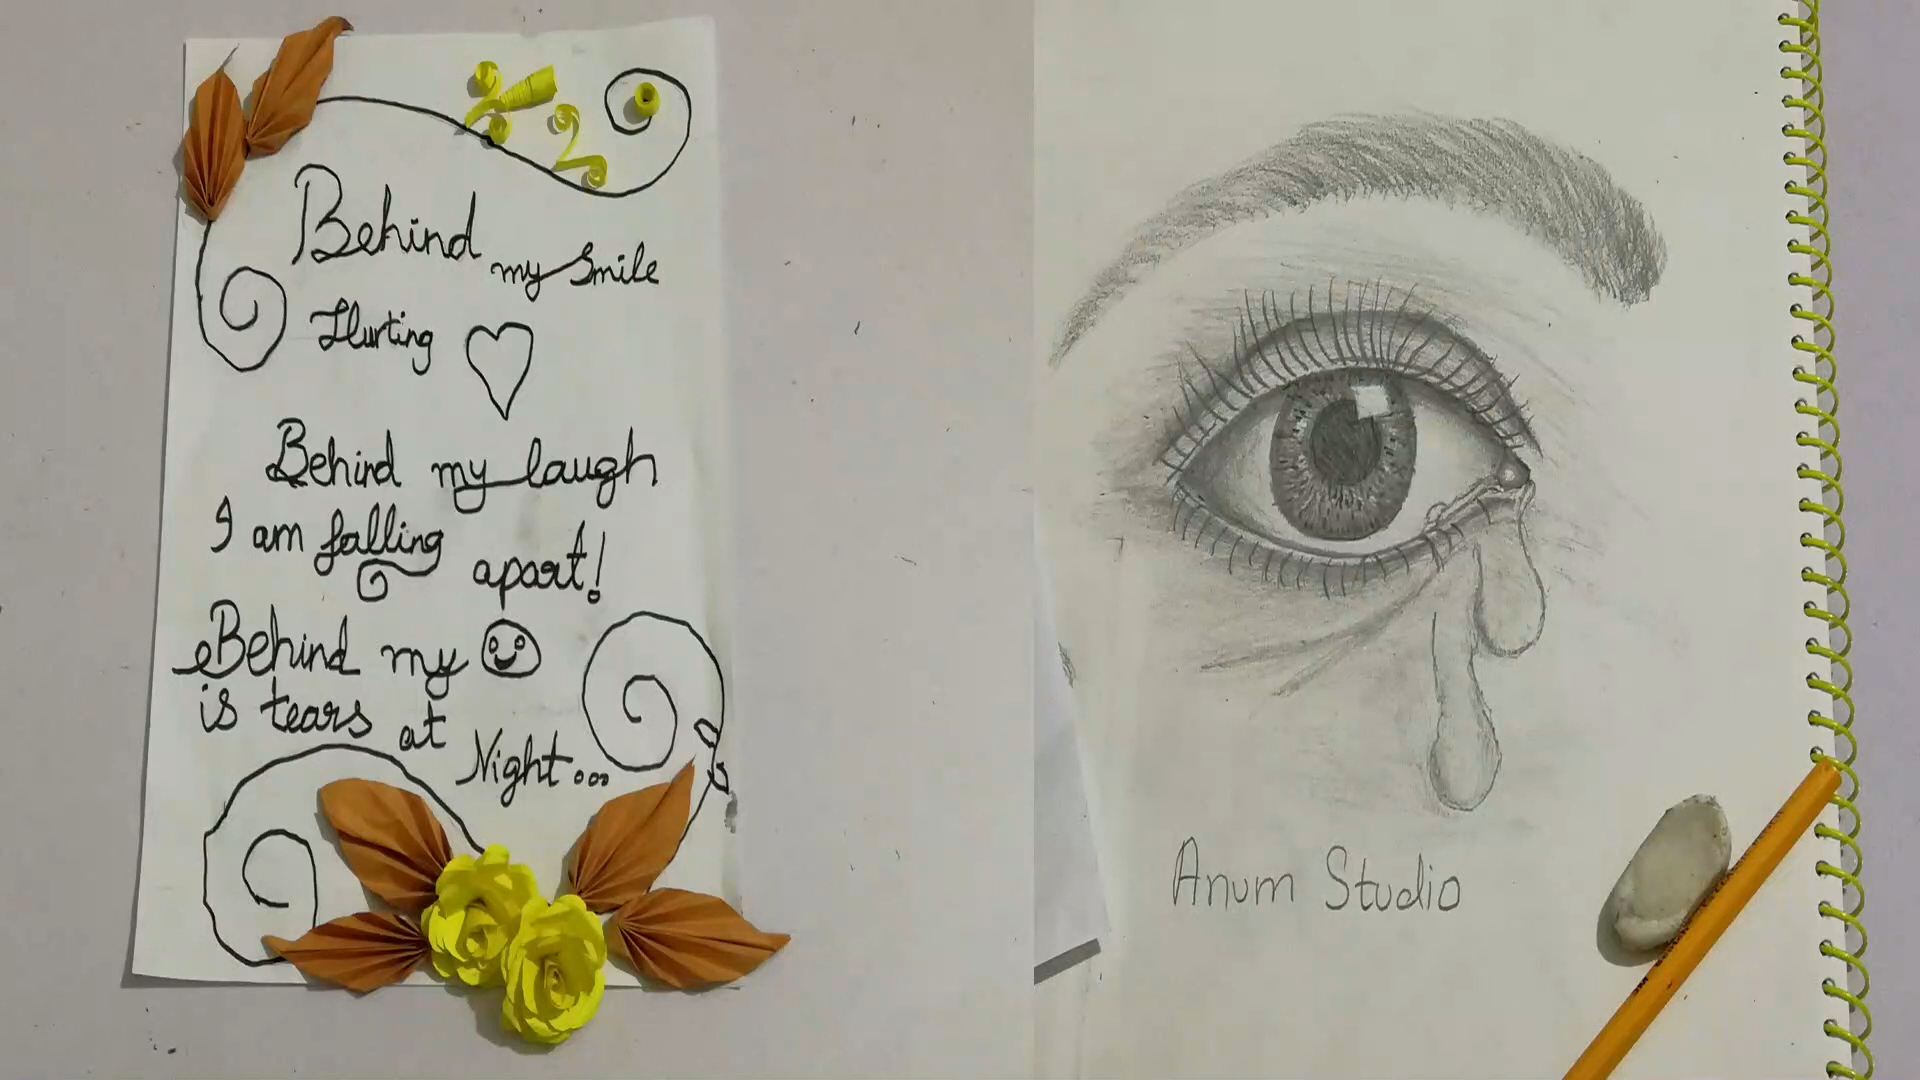 Behind my Smile
Hurting
Behind my laugh
I am falling apart!
Behind my
is tears at Night...
Anum Studio